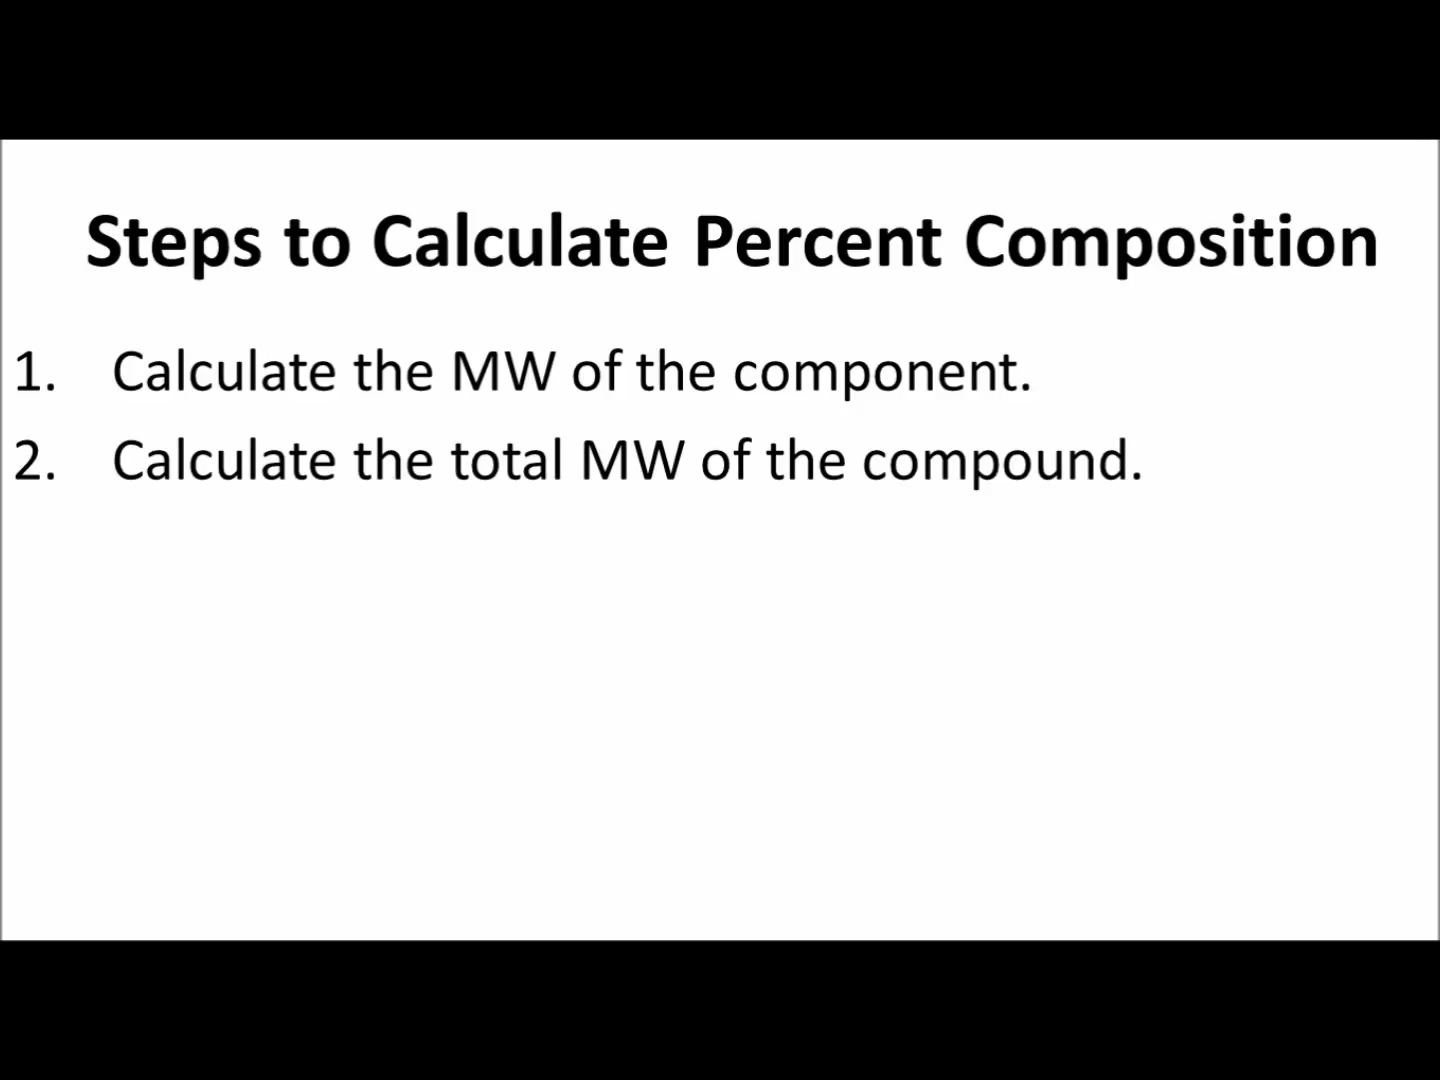 Steps to Calculate Percent Composition
1. Calculate the MW of the component.
2. Calculate the total MW of the compound.